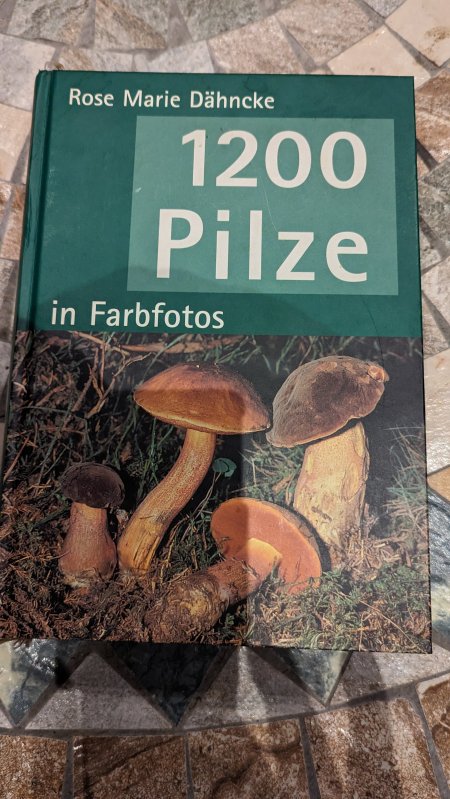 Rose Marie Dähncke
1200
Pilze
in Farbfotos